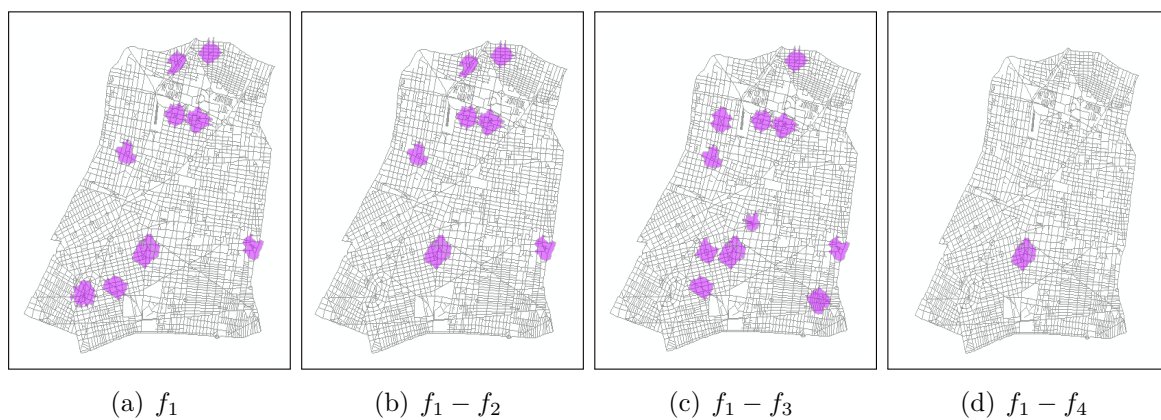 (a) f₁
(b) f₁ − f₂
(c) f₁ − f₃
(d) f₁ − f₄